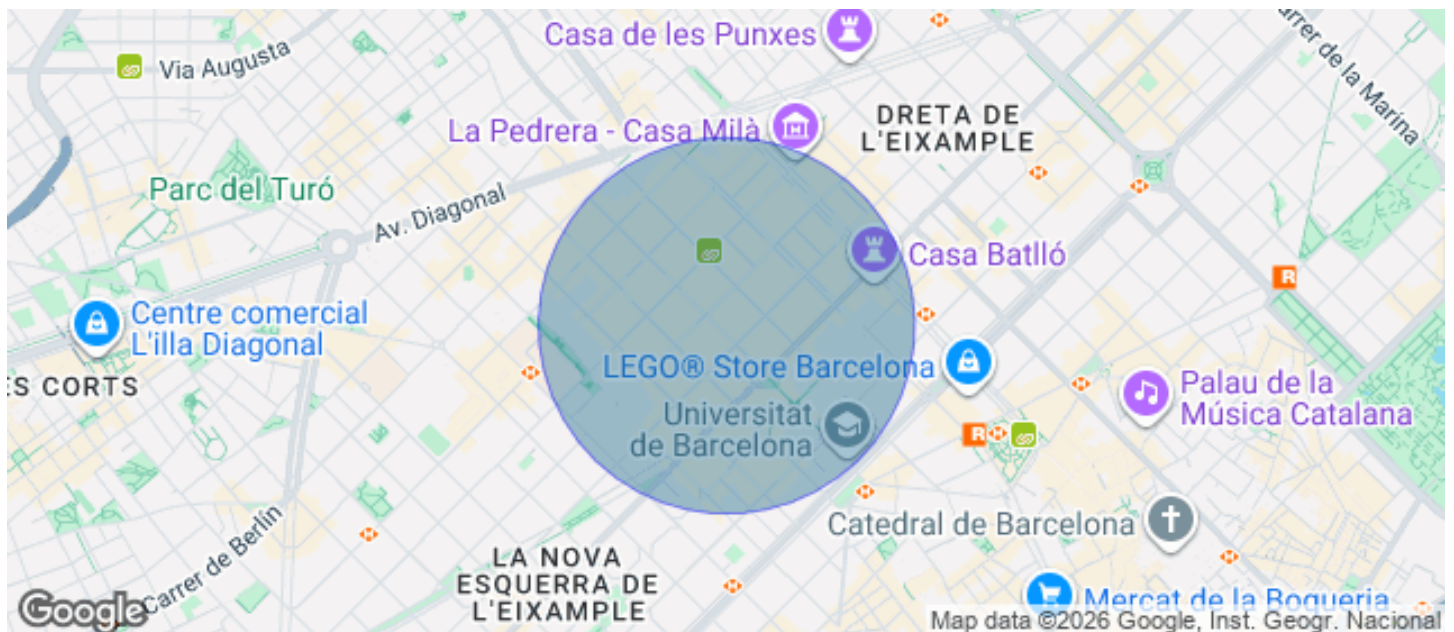 Casa de les Punxes
Via Augusta
Carrer de la Marina
La Pedrera - Casa Milà
DRETA DE
L'EIXAMPLE
Parc del Turó
Av. Diagonal
Casa Batlló
R
Centre comercial
L'illa Diagonal
LEGO® Store Barcelona
ES CORTS
Palau de la
Música Catalana
Universitat
de Barcelona
R
Catedral de Barcelona
Carrer de Berlín
LA NOVA
ESQUERRA DE
L'EIXAMPLE
Mercat de la Boqueria
Google
Map data ©2026 Google, Inst. Geogr. Nacional